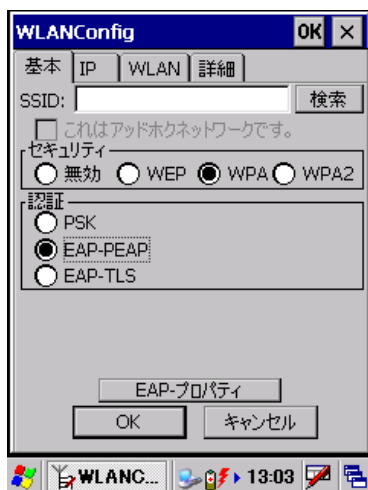 WLANConfig OK ×
基本 IP WLAN 詳細
SSID: 検索
これはアッドホクネットワークです。
セキュリティ
無効 WEP WPA WPA2
認証
PSK
EAP-PEAP
EAP-TLS
EAP-プロパティ
OK キャンセル
WLANC... 13:03